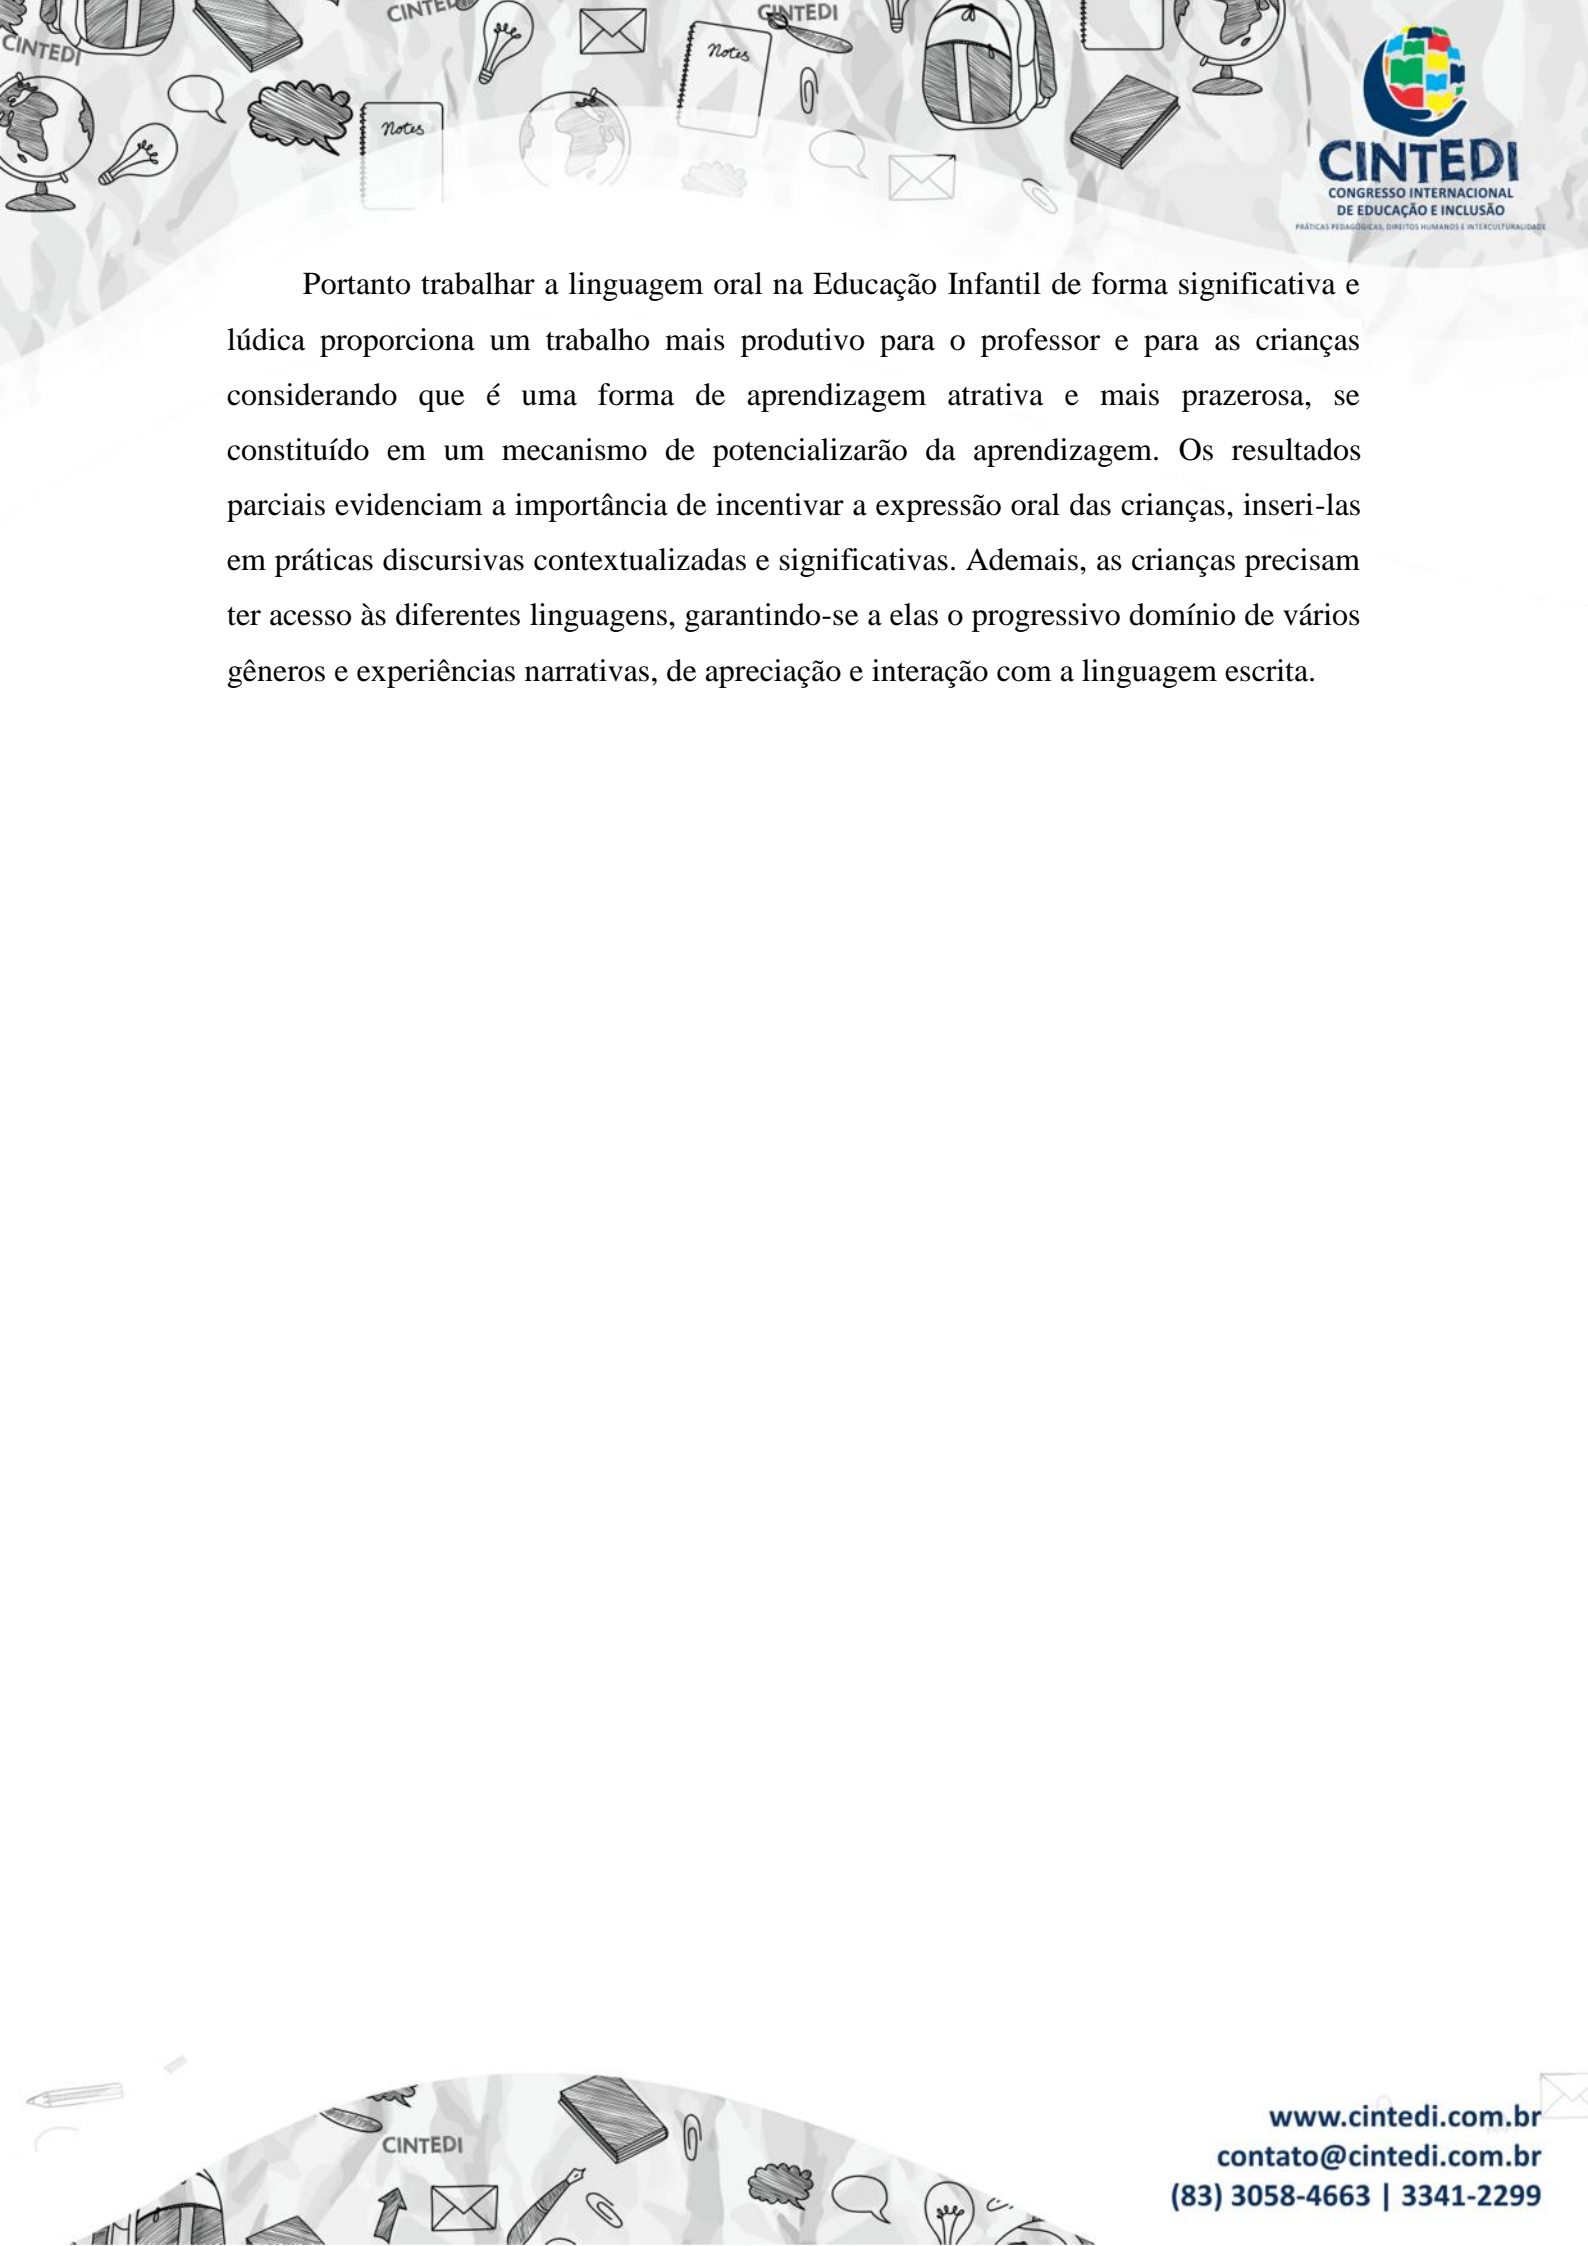 CINTEDI
CINTEDI
CINTEDI
Notes
Notes
CINTEDI
CONGRESSO INTERNACIONAL
DE EDUCAÇÃO E INCLUSÃO
PRÁTICAS PEDAGÓGICAS, DIREITOS HUMANOS E INTERCULTURALIDADE
Portanto trabalhar a linguagem oral na Educação Infantil de forma significativa e
lúdica proporciona um trabalho mais produtivo para o professor e para as crianças
considerando que é uma forma de aprendizagem atrativa e mais prazerosa, se
constituído em um mecanismo de potencializarão da aprendizagem. Os resultados
parciais evidenciam a importância de incentivar a expressão oral das crianças, inseri-las
em práticas discursivas contextualizadas e significativas. Ademais, as crianças precisam
ter acesso às diferentes linguagens, garantindo-se a elas o progressivo domínio de vários
gêneros e experiências narrativas, de apreciação e interação com a linguagem escrita.
CINTEDI
www.cintedi.com.br
contato@cintedi.com.br
(83) 3058-4663 | 3341-2299